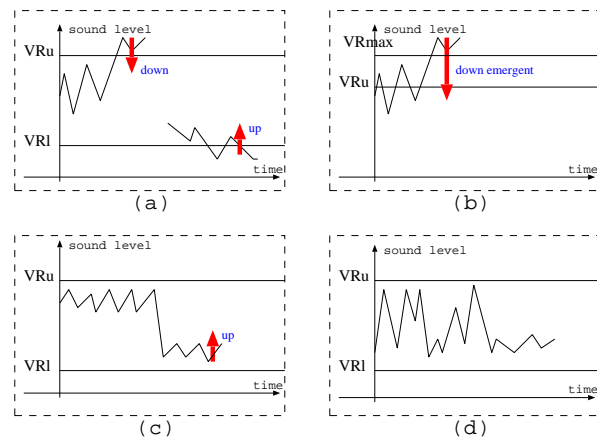 sound level
VRu
down
up
VRl
time
(a)
sound level
VRmax
VRu
down emergent
time
(b)
sound level
VRu
up
VRl
time
(c)
sound level
VRu
VRl
time
(d)